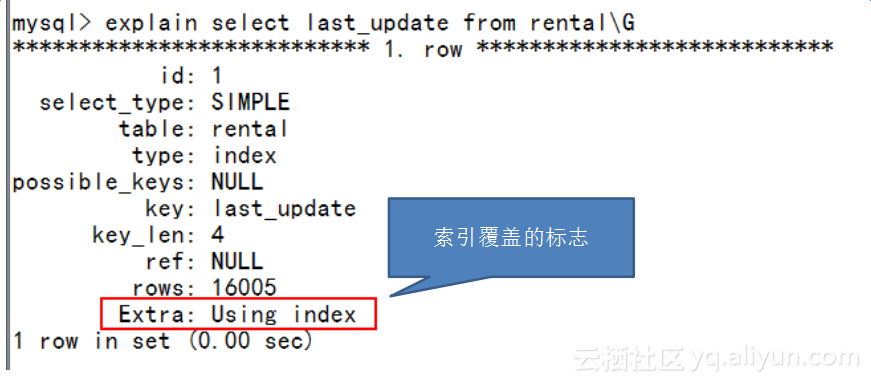 mysql> explain select last_update from rental\G
*************************** 1. row ***************************
id: 1
select_type: SIMPLE
table: rental
type: index
possible_keys: NULL
key: last_update
索引覆盖的标志
key_len: 4
ref: NULL
rows: 16005
Extra: Using index
1 row in set (0.00 sec)
云栖社区 yq.aliyun.com